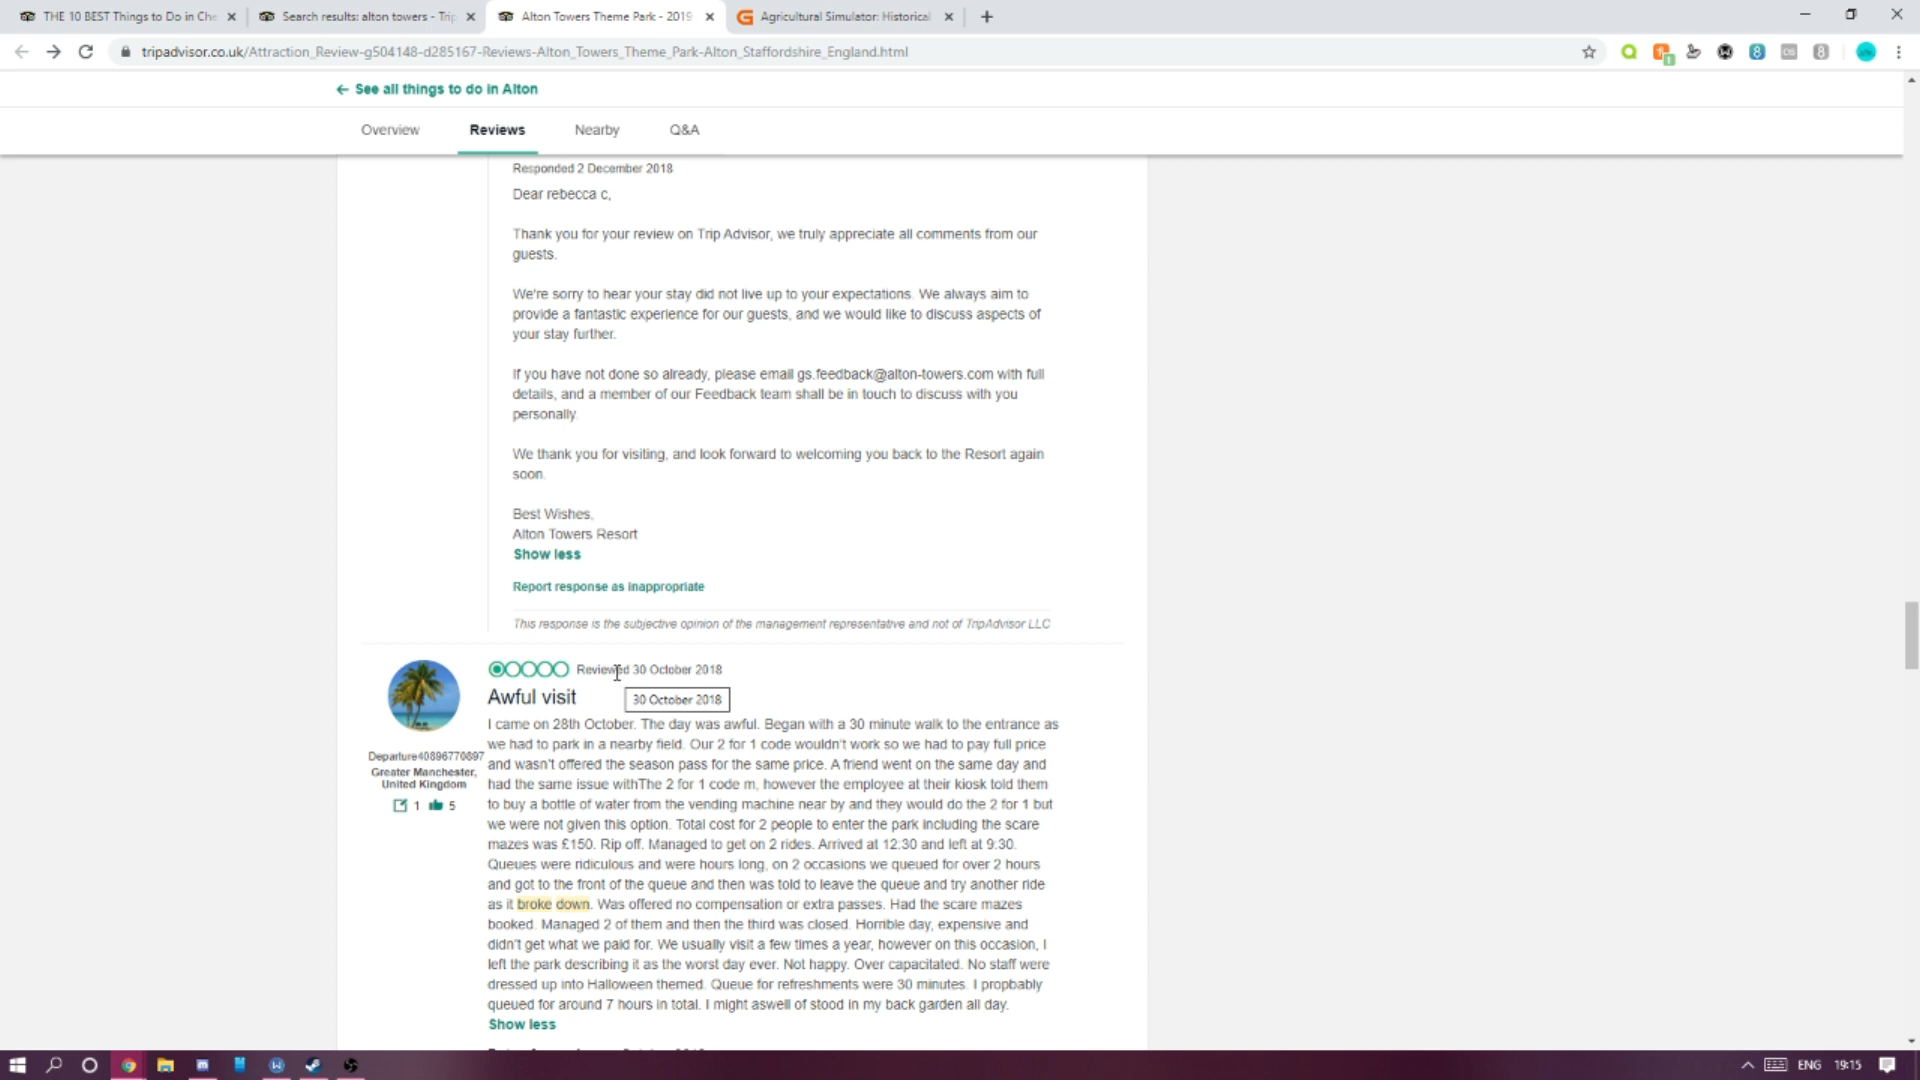 THE 10 BEST Things to Do in Che
Search results: alton towers - Trip
Alton Towers Theme Park - 2019
Agricultural Simulator: Historical
tripadvisor.co.uk/Attraction_Review-g504148-d285167-Reviews-Alton_Towers_Theme_Park-Alton_Staffordshire_England.html
← See all things to do in Alton
Overview Reviews Nearby Q&A
Responded 2 December 2018
Dear rebecca c,
Thank you for your review on Trip Advisor, we truly appreciate all comments from our
guests.
We're sorry to hear your stay did not live up to your expectations. We always aim to
provide a fantastic experience for our guests, and we would like to discuss aspects of
your stay further.
If you have not done so already, please email gs.feedback@alton-towers.com with full
details, and a member of our Feedback team shall be in touch to discuss with you
personally.
We thank you for visiting, and look forward to welcoming you back to the Resort again
soon.
Best Wishes,
Alton Towers Resort
Show less
Report response as inappropriate
This response is the subjective opinion of the management representative and not of TripAdvisor LLC
Reviewed 30 October 2018
Awful visit
30 October 2018
Departure40896770897
Greater Manchester,
United Kingdom
1 5
I came on 28th October. The day was awful. Began with a 30 minute walk to the entrance as
we had to park in a nearby field. Our 2 for 1 code wouldn't work so we had to pay full price
and wasn't offered the season pass for the same price. A friend went on the same day and
had the same issue withThe 2 for 1 code m, however the employee at their kiosk told them
to buy a bottle of water from the vending machine near by and they would do the 2 for 1 but
we were not given this option. Total cost for 2 people to enter the park including the scare
mazes was £150. Rip off. Managed to get on 2 rides. Arrived at 12:30 and left at 9:30.
Queues were ridiculous and were hours long, on 2 occasions we queued for over 2 hours
and got to the front of the queue and then was told to leave the queue and try another ride
as it broke down. Was offered no compensation or extra passes. Had the scare mazes
booked. Managed 2 of them and then the third was closed. Horrible day, expensive and
didn't get what we paid for. We usually visit a few times a year, however on this occasion, I
left the park describing it as the worst day ever. Not happy. Over capacitated. No staff were
dressed up into Halloween themed. Queue for refreshments were 30 minutes. I propbably
queued for around 7 hours in total. I might aswell of stood in my back garden all day.
Show less
ENG 19:15